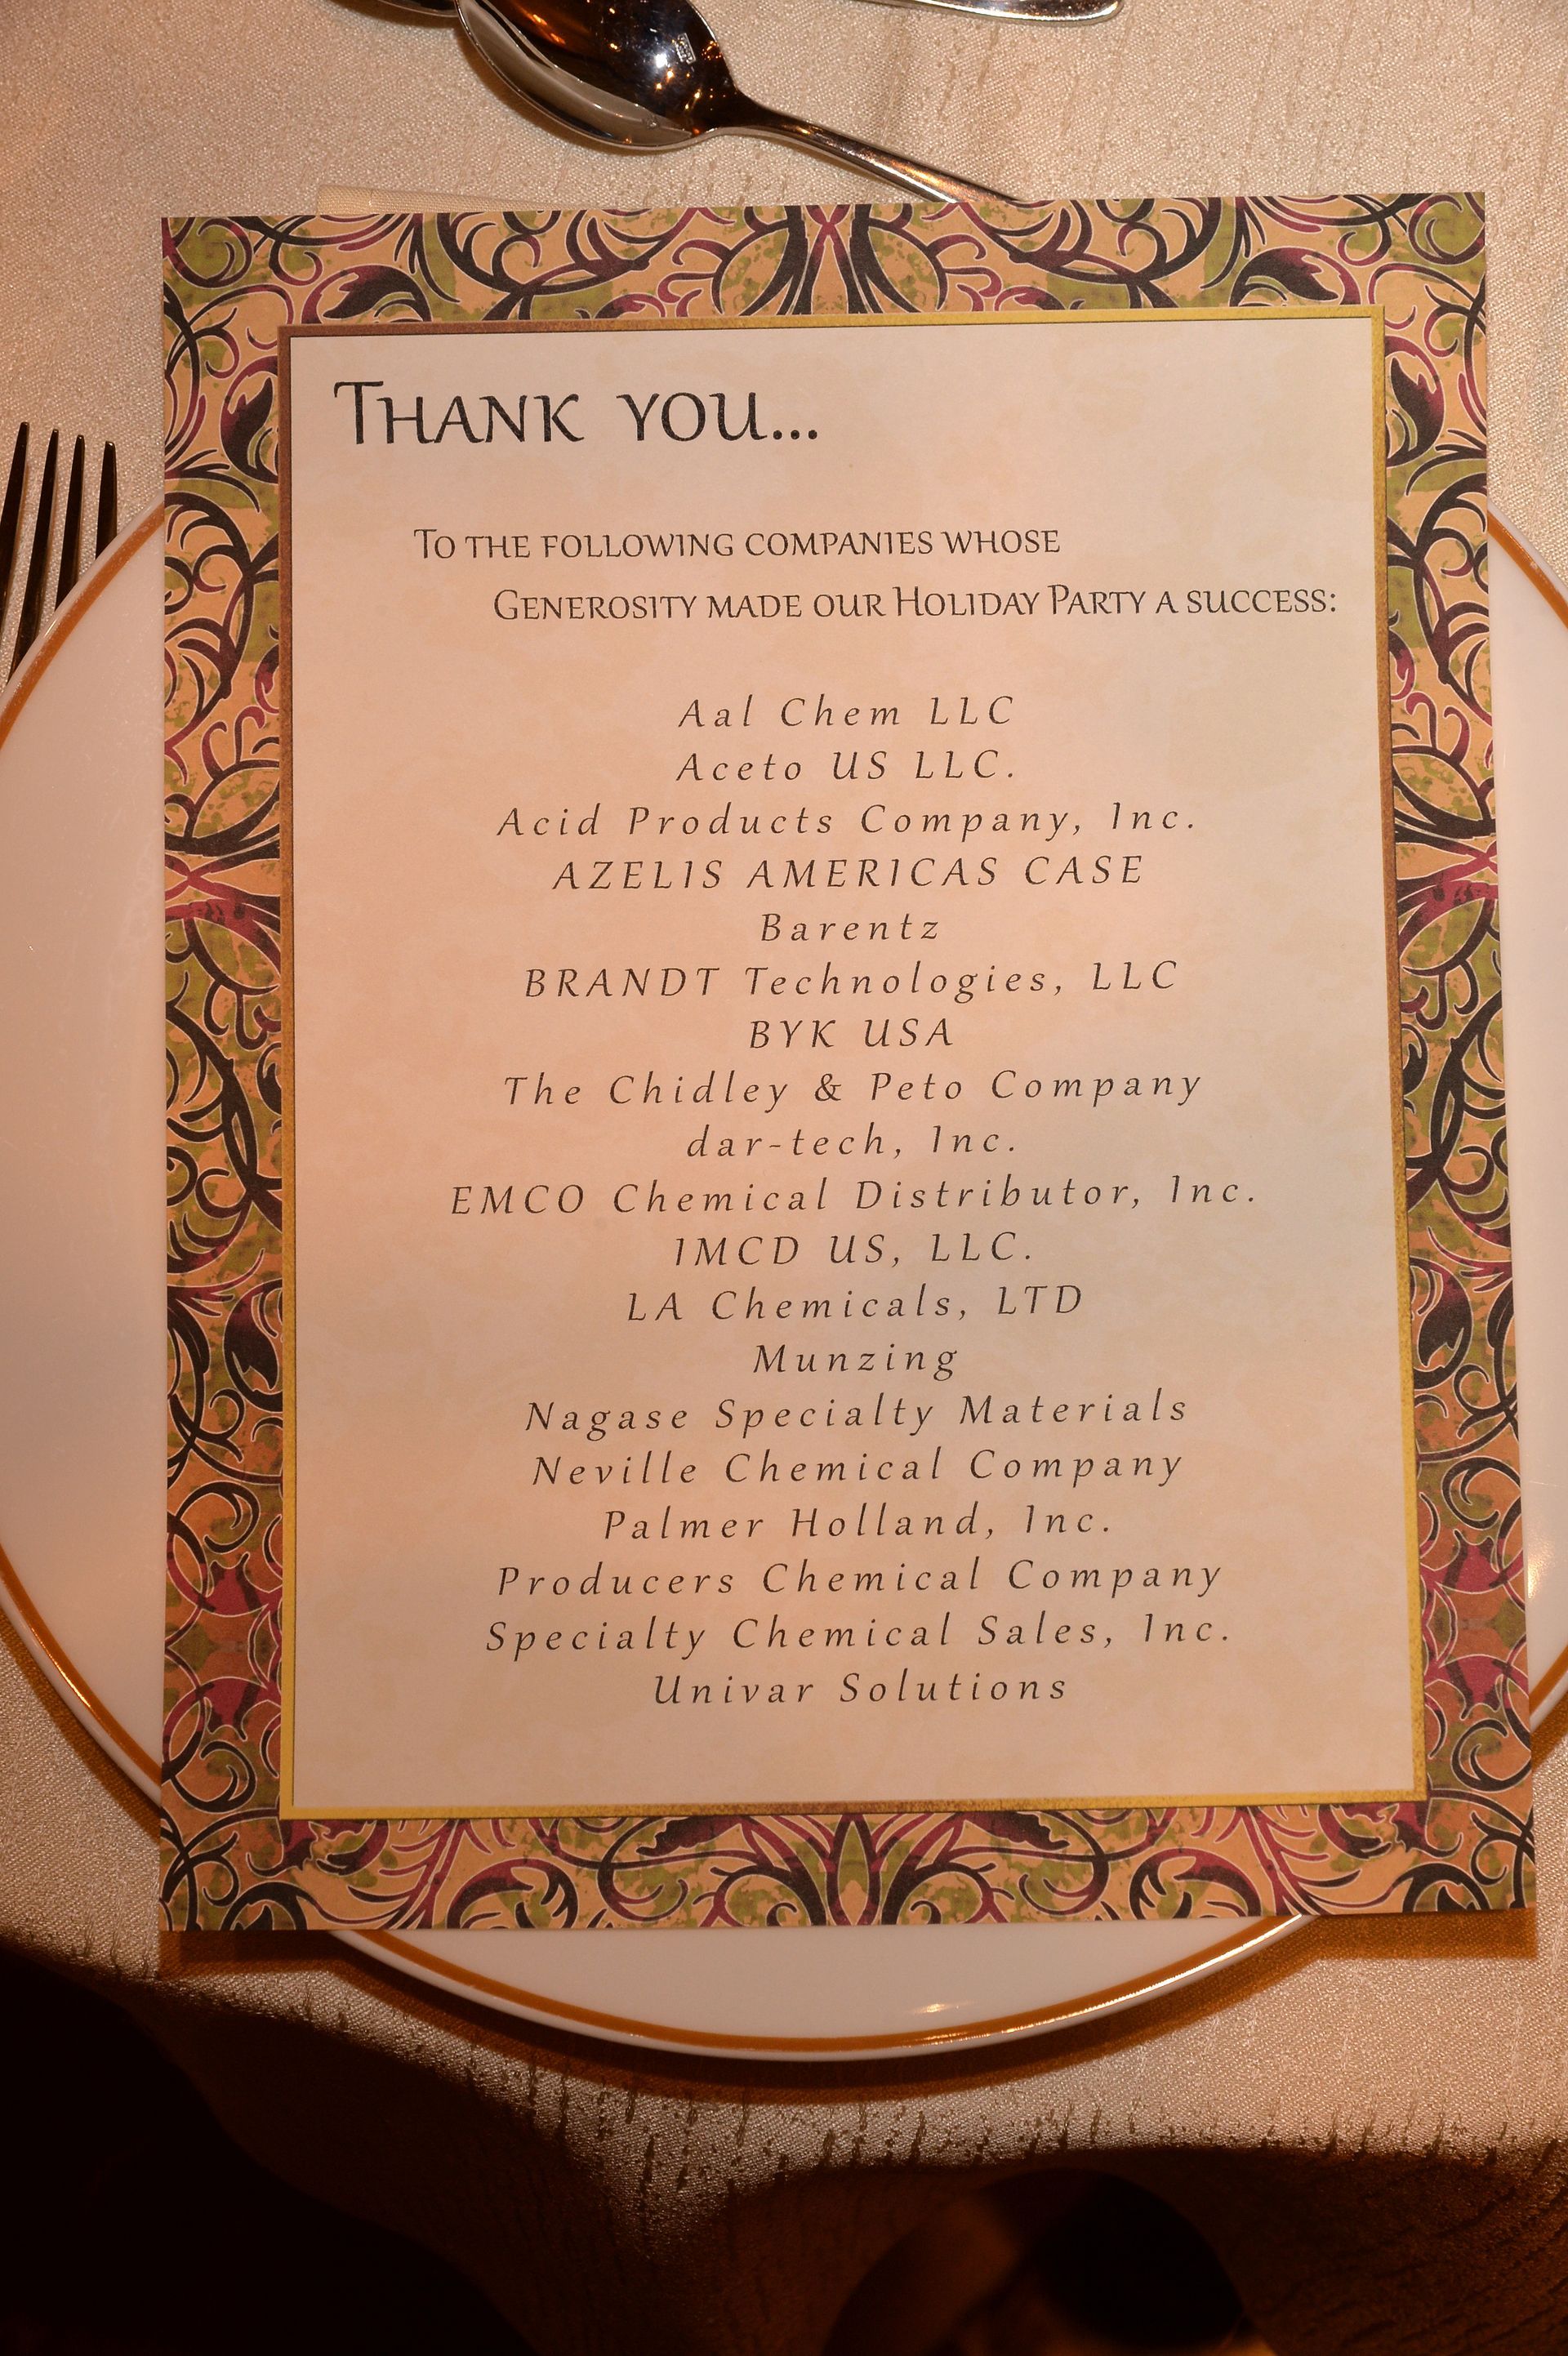 THANK YOU...
TO THE FOLLOWING COMPANIES WHOSE
GENEROSITY MADE OUR HOLIDAY PARTY A SUCCESS:
Aal Chem LLC
Aceto US LLC.
Acid Products Company, Inc.
AZELIS AMERICAS CASE
Barentz
BRANDT Technologies, LLC
BYK USA
The Chidley & Peto Company
dar-tech, Inc.
EMCO Chemical Distributor, Inc.
IMCD US, LLC.
LA Chemicals, LTD
Munzing
Nagase Specialty Materials
Neville Chemical Company
Palmer Holland, Inc.
Producers Chemical Company
Specialty Chemical Sales, Inc.
Univar Solutions